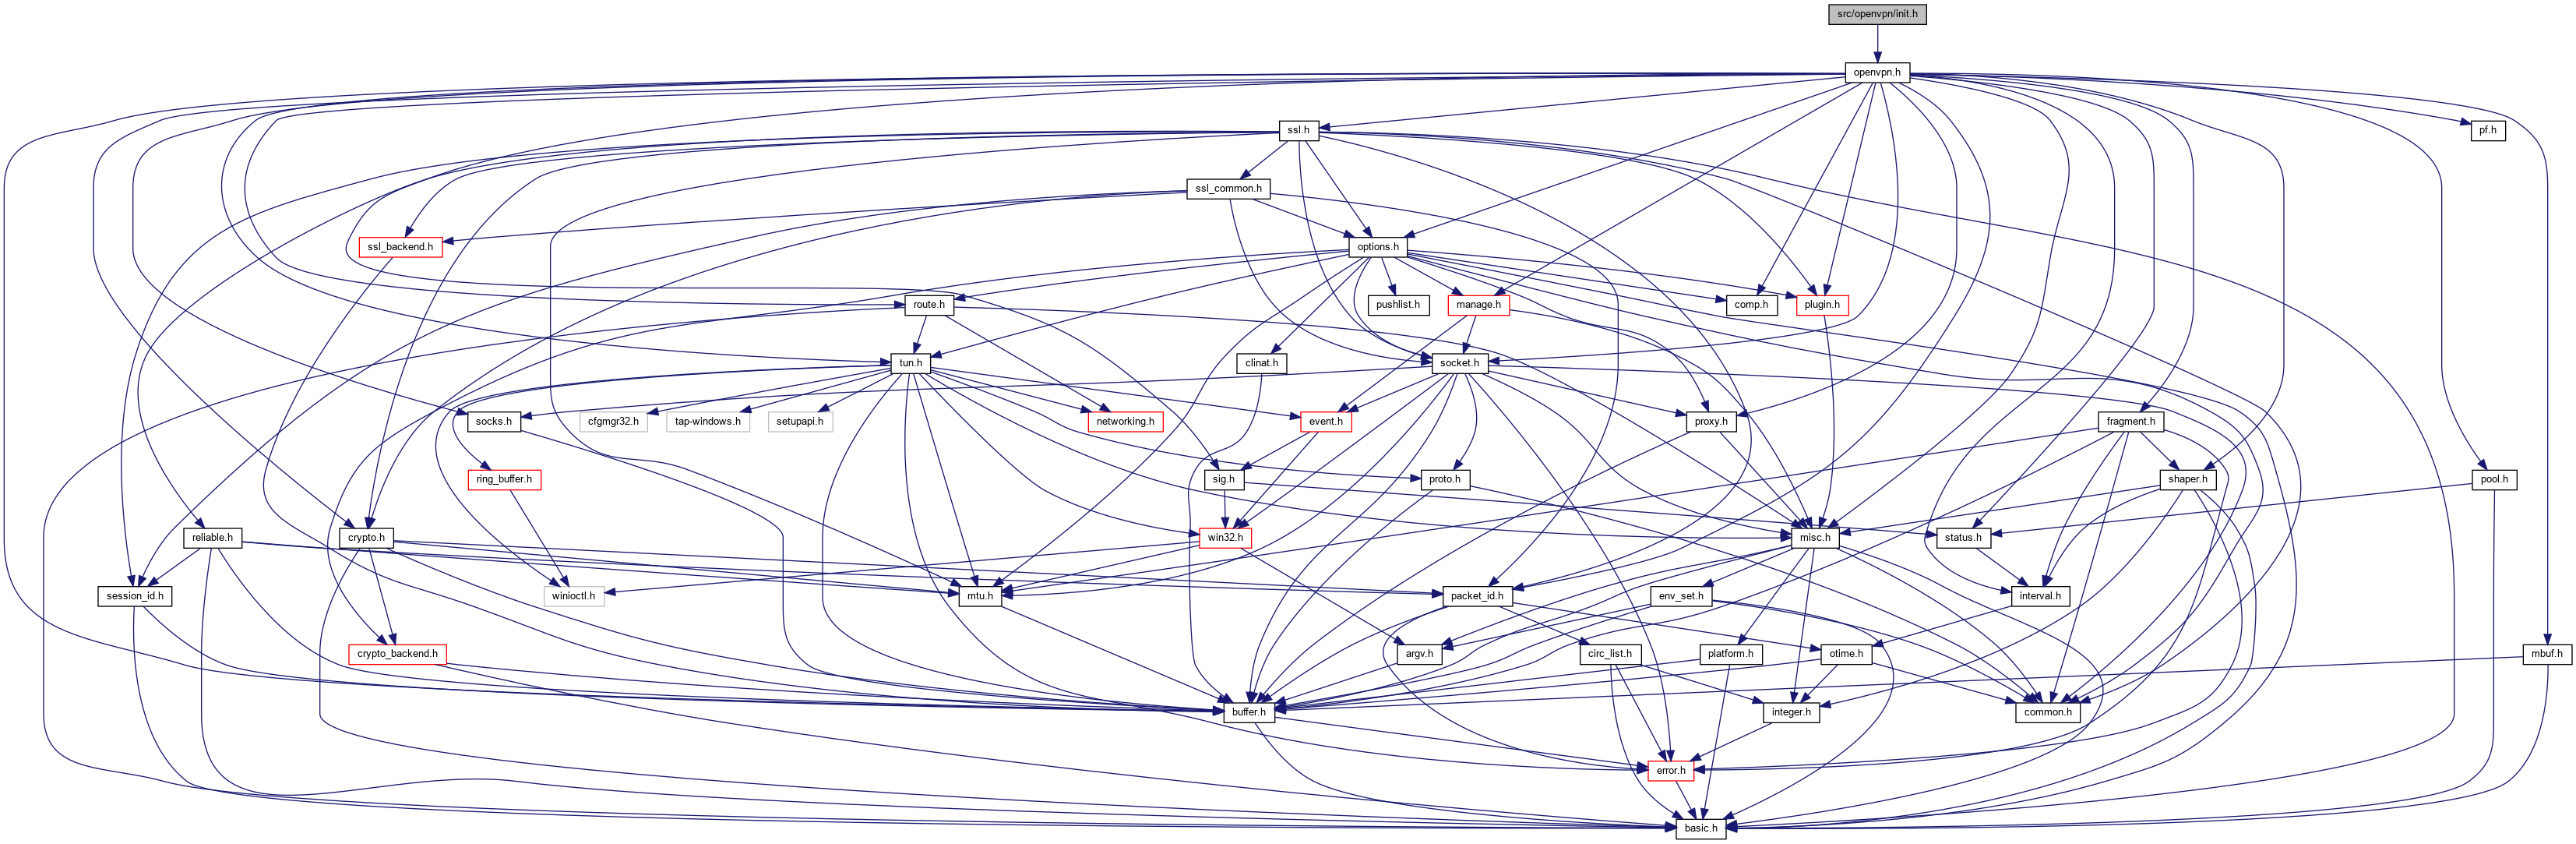 src/openvpn/init.h
openvpn.h
ssl.h
pf.h
ssl_common.h
ssl_backend.h
options.h
route.h
pushlist.h
manage.h
comp.h
plugin.h
tun.h
clinat.h
socket.h
socks.h
cfgmgr32.h
tap-windows.h
setupapi.h
networking.h
event.h
proxy.h
fragment.h
ring_buffer.h
sig.h
proto.h
shaper.h
pool.h
reliable.h
crypto.h
win32.h
misc.h
status.h
session_id.h
winioctl.h
mtu.h
packet_id.h
env_set.h
interval.h
crypto_backend.h
argv.h
circ_list.h
platform.h
otime.h
mbuf.h
buffer.h
integer.h
common.h
error.h
basic.h